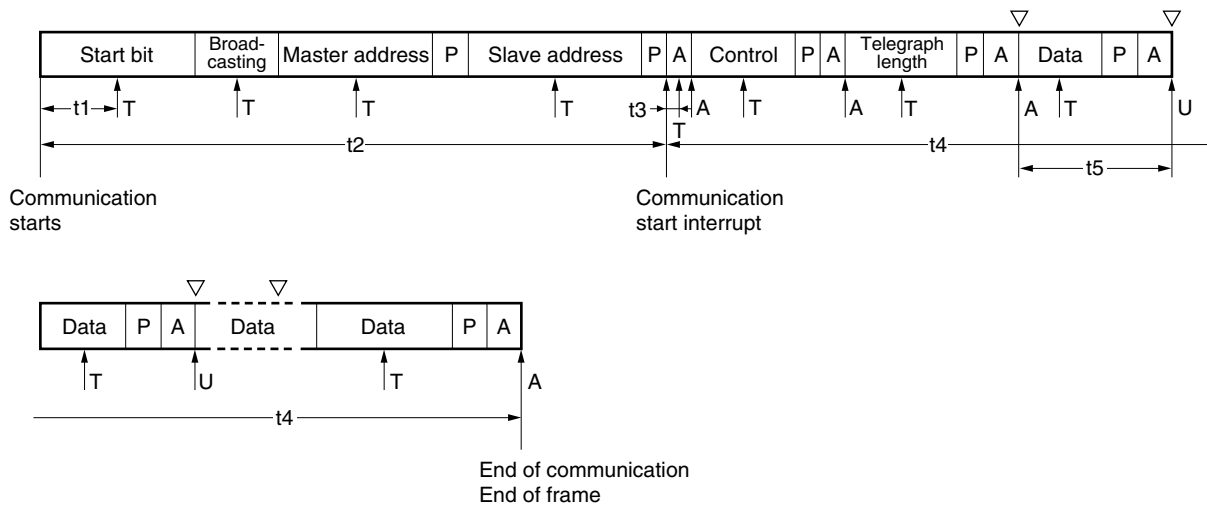 Start bit
Broad-
casting
Master address
P
Slave address
P
A
Control
P
A
Telegraph
length
P
A
Data
P
A
t1
T
T
T
T
t3
T
A
T
A
T
A
T
U
t2
t4
t5
Communication
starts
Communication
start interrupt
Data
P
A
Data
Data
P
A
T
U
T
A
t4
End of communication
End of frame